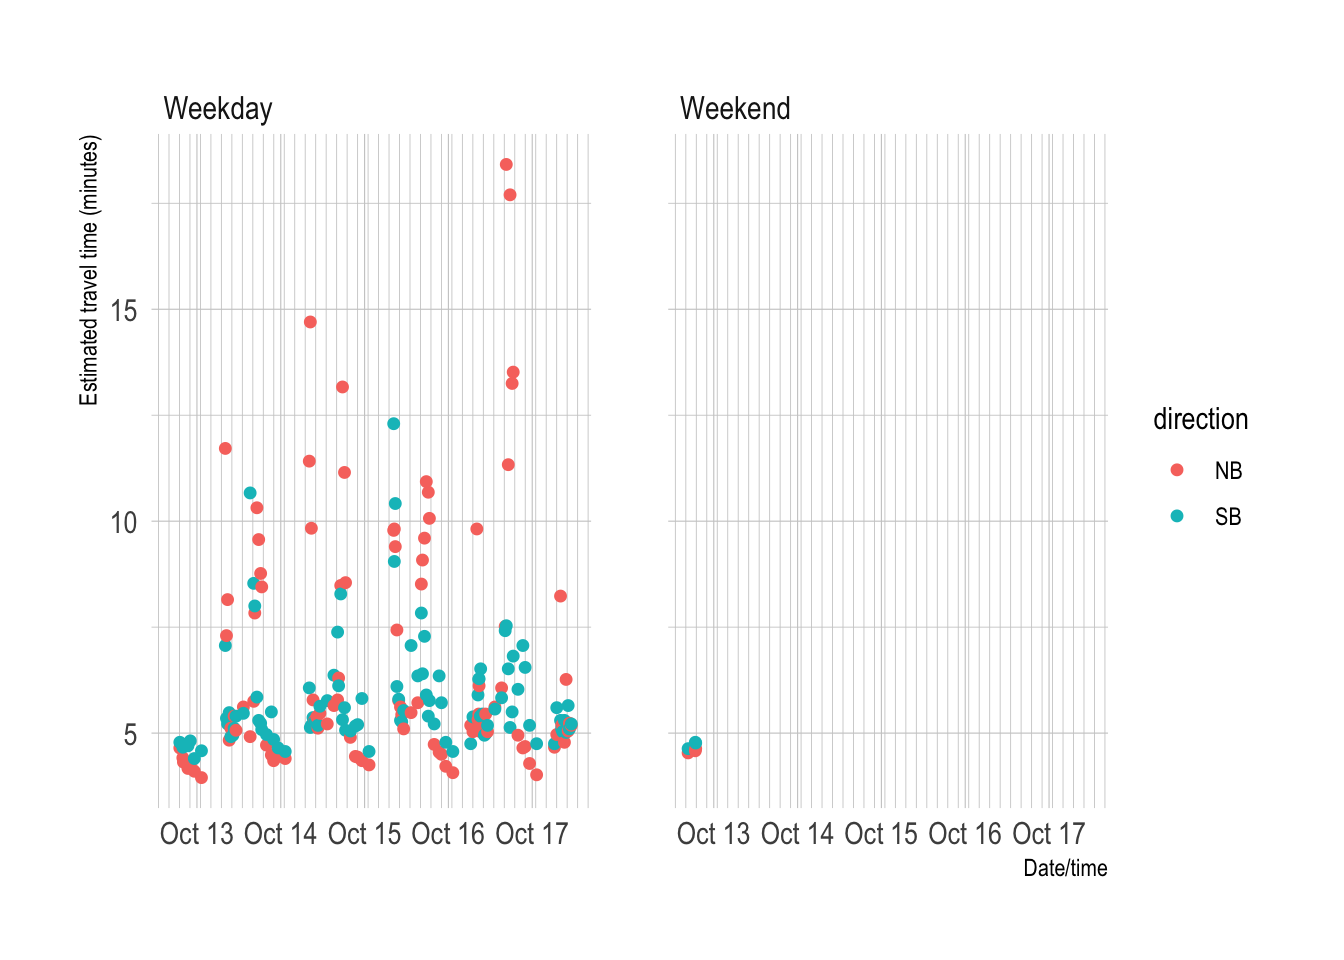 Weekday
Weekend
Estimated travel time (minutes)
15
10
5
Oct 13 Oct 14 Oct 15 Oct 16 Oct 17
Oct 13 Oct 14 Oct 15 Oct 16 Oct 17
Date/time
direction
NB
SB